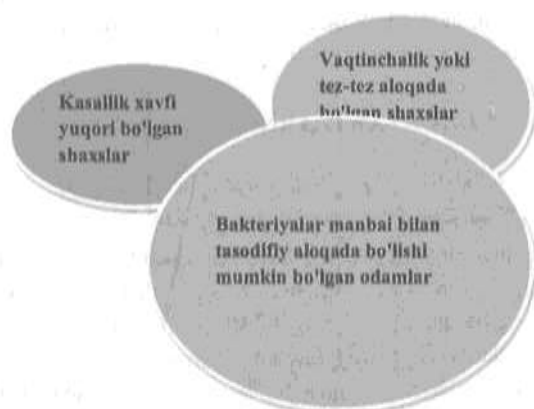 Kasallik xavfi
yuqori bo'lgan
shaxslar
Vaqtinchalik yoki
tez-tez aloqada
bo'lgan shaxslar
Bakteriyalar manbai bilan
tasodifiy aloqada bo'lishi
mumkin bo'lgan odamlar